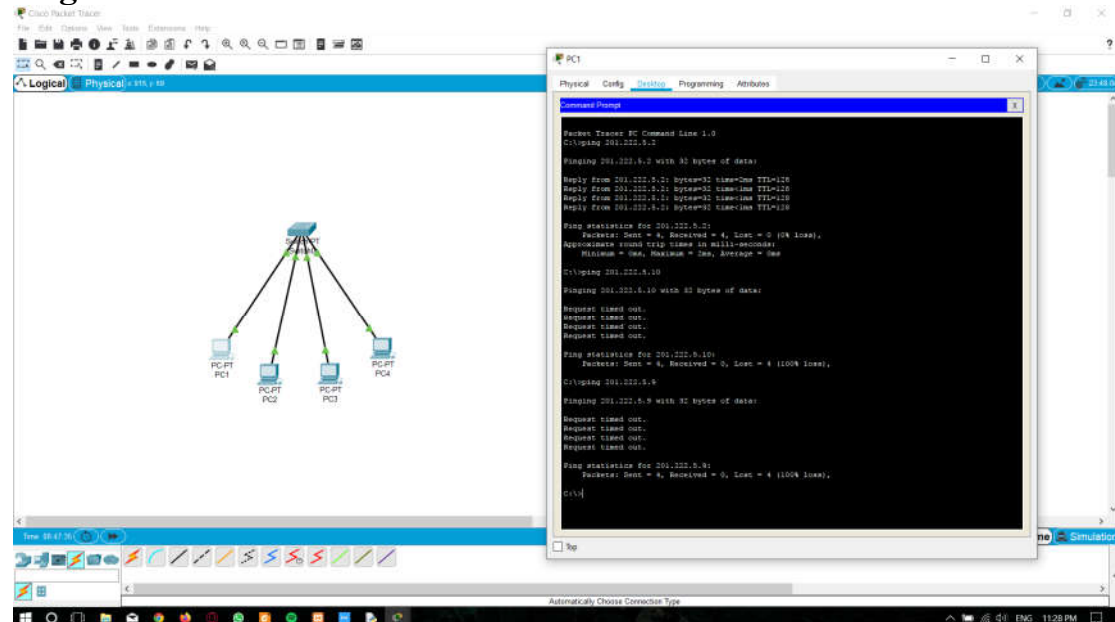 Cisco Packet Tracer
File Edit Options View Tools Extensions Help
?
PC1
Logical Physical
Physical Config Desktop Programming Attributes
Command Prompt
X
Packet Tracer PC Command Line 1.0
C:\>ping 201.222.5.2
Pinging 201.222.5.2 with 32 bytes of data:
Reply from 201.222.5.2: bytes=32 time=2ms TTL=128
Reply from 201.222.5.2: bytes=32 time<1ms TTL=128
Reply from 201.222.5.2: bytes=32 time<1ms TTL=128
Reply from 201.222.5.2: bytes=32 time<1ms TTL=128
Ping statistics for 201.222.5.2:
Packets: Sent = 4, Received = 4, Lost = 0 (0% loss),
Approximate round trip times in milli-seconds:
Minimum = 0ms, Maximum = 2ms, Average = 0ms
C:\>ping 201.222.5.10
Pinging 201.222.5.10 with 32 bytes of data:
Request timed out.
Request timed out.
Request timed out.
Request timed out.
Ping statistics for 201.222.5.10:
Packets: Sent = 4, Received = 0, Lost = 4 (100% loss),
C:\>ping 201.222.5.9
Pinging 201.222.5.9 with 32 bytes of data:
Request timed out.
Request timed out.
Request timed out.
Request timed out.
Ping statistics for 201.222.5.9:
Packets: Sent = 4, Received = 0, Lost = 4 (100% loss),
C:\>
PC-PT
PC1
PC-PT
PC2
PC-PT
PC3
PC-PT
PC4
Top
Simulation
Automatically Choose Connection Type
ENG 11:28 PM